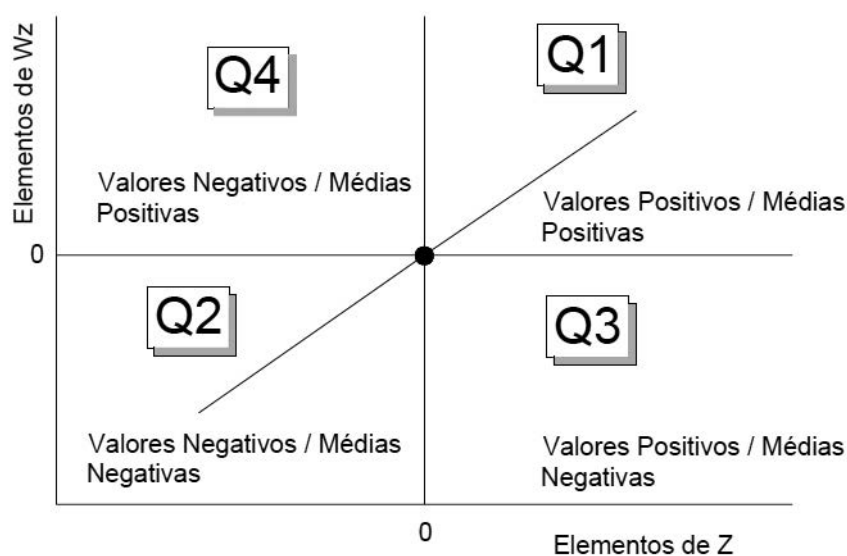 Elementos de Wz
Q4
Q1
Valores Negativos / Médias
Positivas
Valores Positivos / Médias
Positivas
0
Q2
Q3
Valores Negativos / Médias
Negativas
Valores Positivos / Médias
Negativas
0
Elementos de Z